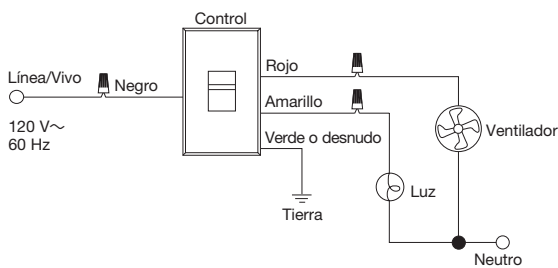 Control
Línea/Vivo
Negro
120 V~
60 Hz
Rojo
Amarillo
Verde o desnudo
Tierra
Luz
Ventilador
Neutro